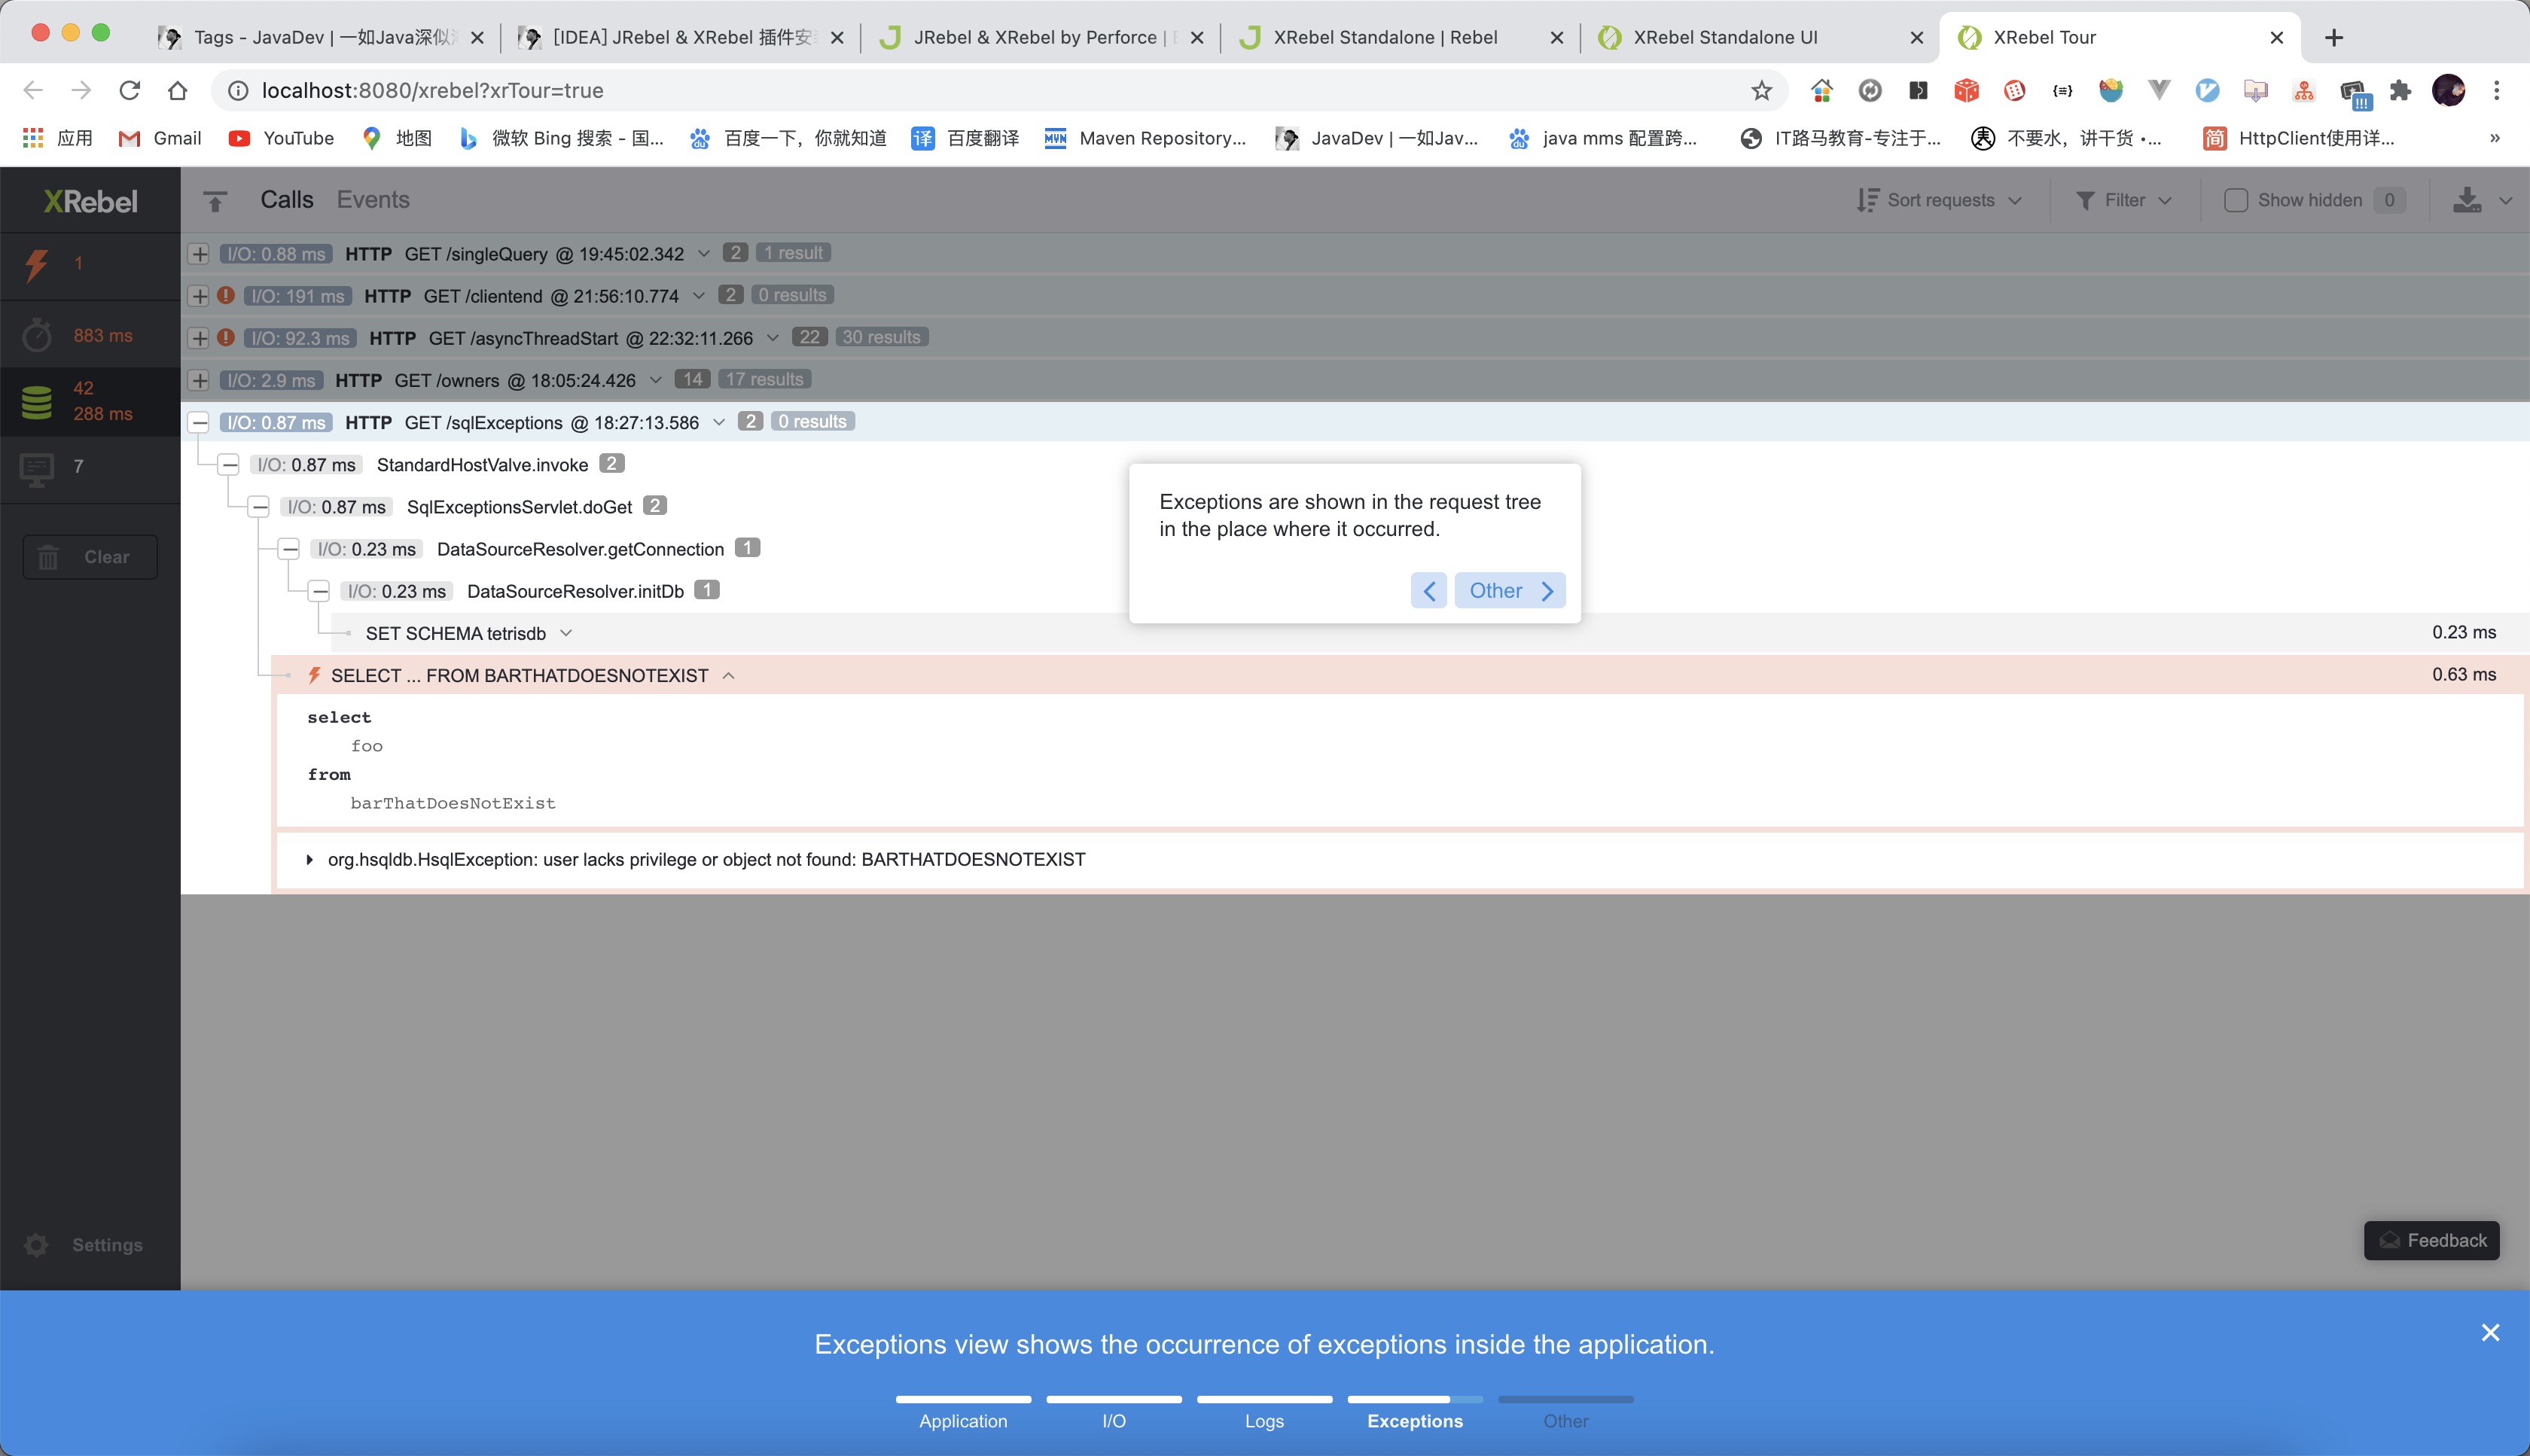 Tags - JavaDev | 一如Java深似
[IDEA] JRebel & XRebel 插件安
JRebel & XRebel by Perforce |
XRebel Standalone | Rebel
XRebel Standalone UI
XRebel Tour
localhost:8080/xrebel?xrTour=true
应用
Gmail
YouTube
地图
微软 Bing 搜索 - 国...
百度一下，你就知道
译 百度翻译
MVN Maven Repository...
JavaDev | 一如Jav...
java mms 配置跨...
IT路马教育-专注于...
不要水，讲干货 •...
简 HttpClient使用详...
»
XRebel
Calls Events
Sort requests
Filter
Show hidden 0
1
883 ms
42
288 ms
7
Clear
Settings
I/O: 0.88 ms HTTP GET /singleQuery @ 19:45:02.342 2 1 result
I/O: 191 ms HTTP GET /clientend @ 21:56:10.774 2 0 results
I/O: 92.3 ms HTTP GET /asyncThreadStart @ 22:32:11.266 22 30 results
I/O: 2.9 ms HTTP GET /owners @ 18:05:24.426 14 17 results
I/O: 0.87 ms HTTP GET /sqlExceptions @ 18:27:13.586 2 0 results
I/O: 0.87 ms StandardHostValve.invoke 2
I/O: 0.87 ms SqlExceptionsServlet.doGet 2
I/O: 0.23 ms DataSourceResolver.getConnection 1
I/O: 0.23 ms DataSourceResolver.initDb 1
SET SCHEMA tetrisdb 0.23 ms
SELECT ... FROM BARTHATDOESNOTEXIST 0.63 ms
select
foo
from
barThatDoesNotExist
org.hsqldb.HsqlException: user lacks privilege or object not found: BARTHATDOESNOTEXIST
Exceptions are shown in the request tree
in the place where it occurred.
Other
Feedback
Exceptions view shows the occurrence of exceptions inside the application.
Application
I/O
Logs
Exceptions
Other